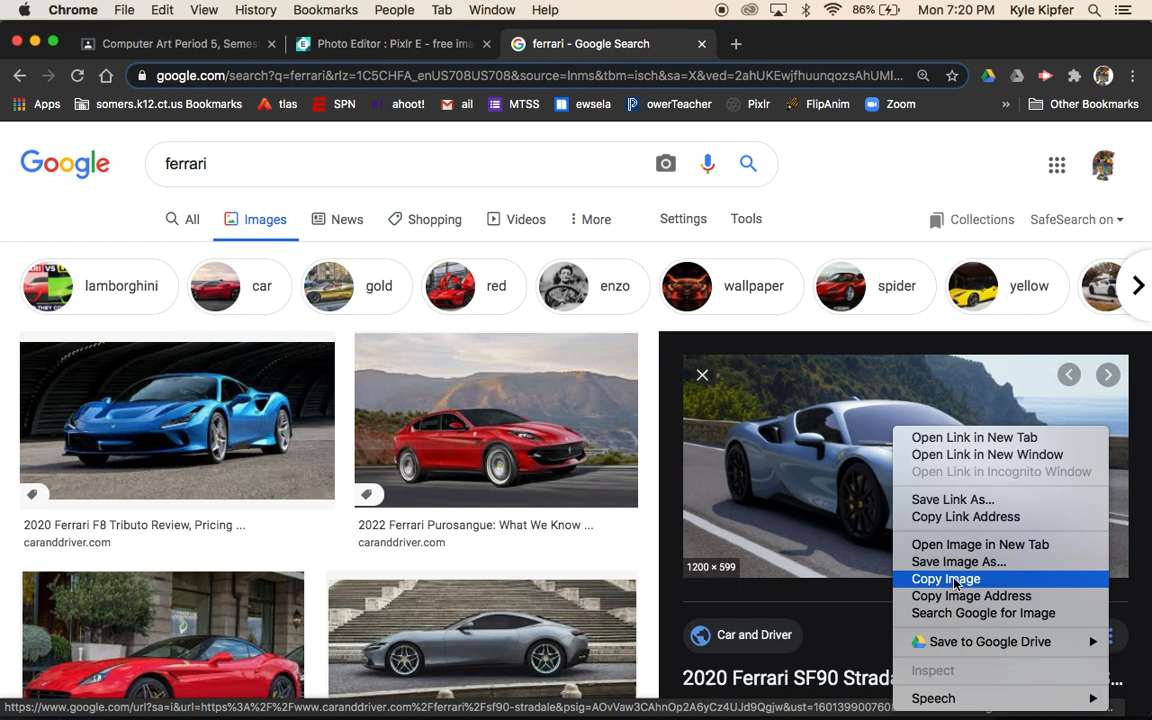 Chrome File Edit View History Bookmarks People Tab Window Help 86% Mon 7:20 PM Kyle Kipfer
Computer Art Period 5, Semes Photo Editor : Pixlr E - free ima ferrari - Google Search
google.com/search?q=ferrari&rlz=1C5CHFA_enUS708US708&source=lnms&tbm=isch&sa=X&ved=2ahUKEwjfhuunqozsAhUMI...
Apps somers.k12.ct.us Bookmarks tlas SPN ahoot! ail MTSS ewsela owerTeacher Pixlr FlipAnim Zoom » Other Bookmarks
Google ferrari
All Images News Shopping Videos More Settings Tools Collections SafeSearch on
lamborghini car gold red enzo wallpaper spider yellow
2020 Ferrari F8 Tributo Review, Pricing ...
caranddriver.com
2022 Ferrari Purosangue: What We Know ...
caranddriver.com
1200 × 599
Car and Driver
2020 Ferrari SF90 Strada
Open Link in New Tab
Open Link in New Window
Open Link in Incognito Window
Save Link As...
Copy Link Address
Open Image in New Tab
Save Image As...
Copy Image
Copy Image Address
Search Google for Image
Save to Google Drive
Inspect
Speech